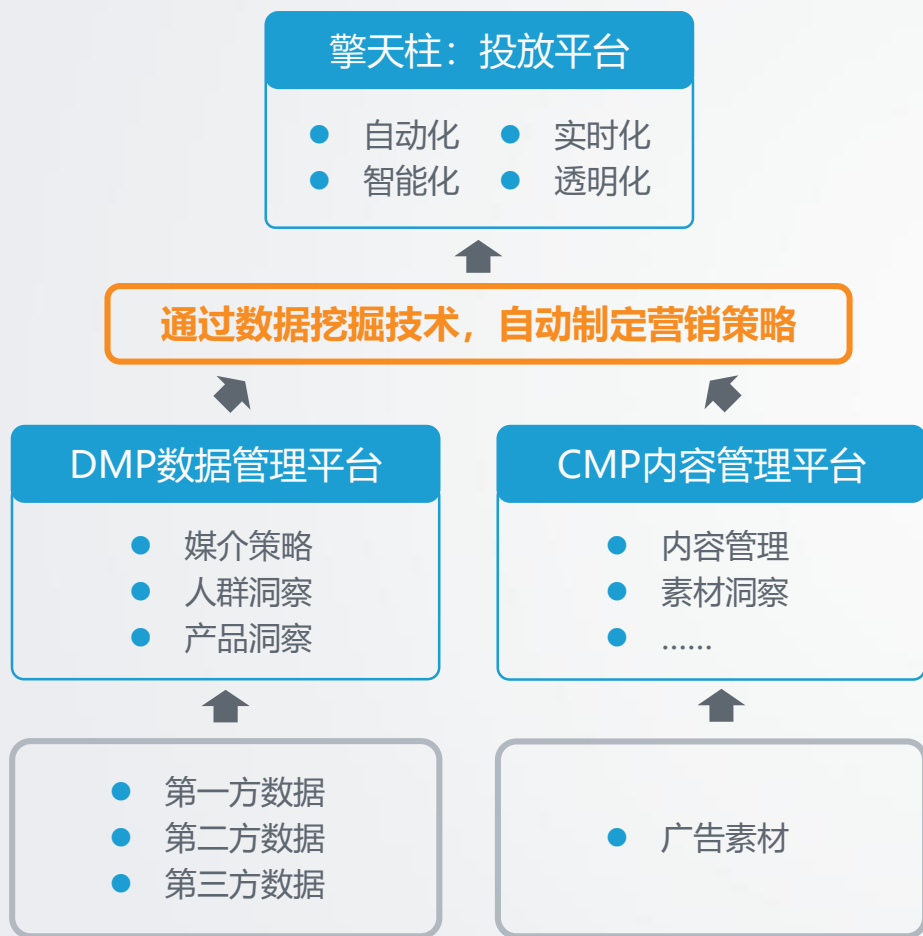 擎天柱：投放平台
自动化 实时化
智能化 透明化
通过数据挖掘技术，自动制定营销策略
DMP数据管理平台
媒介策略
人群洞察
产品洞察
CMP内容管理平台
内容管理
素材洞察
......
第一方数据
第二方数据
第三方数据
广告素材